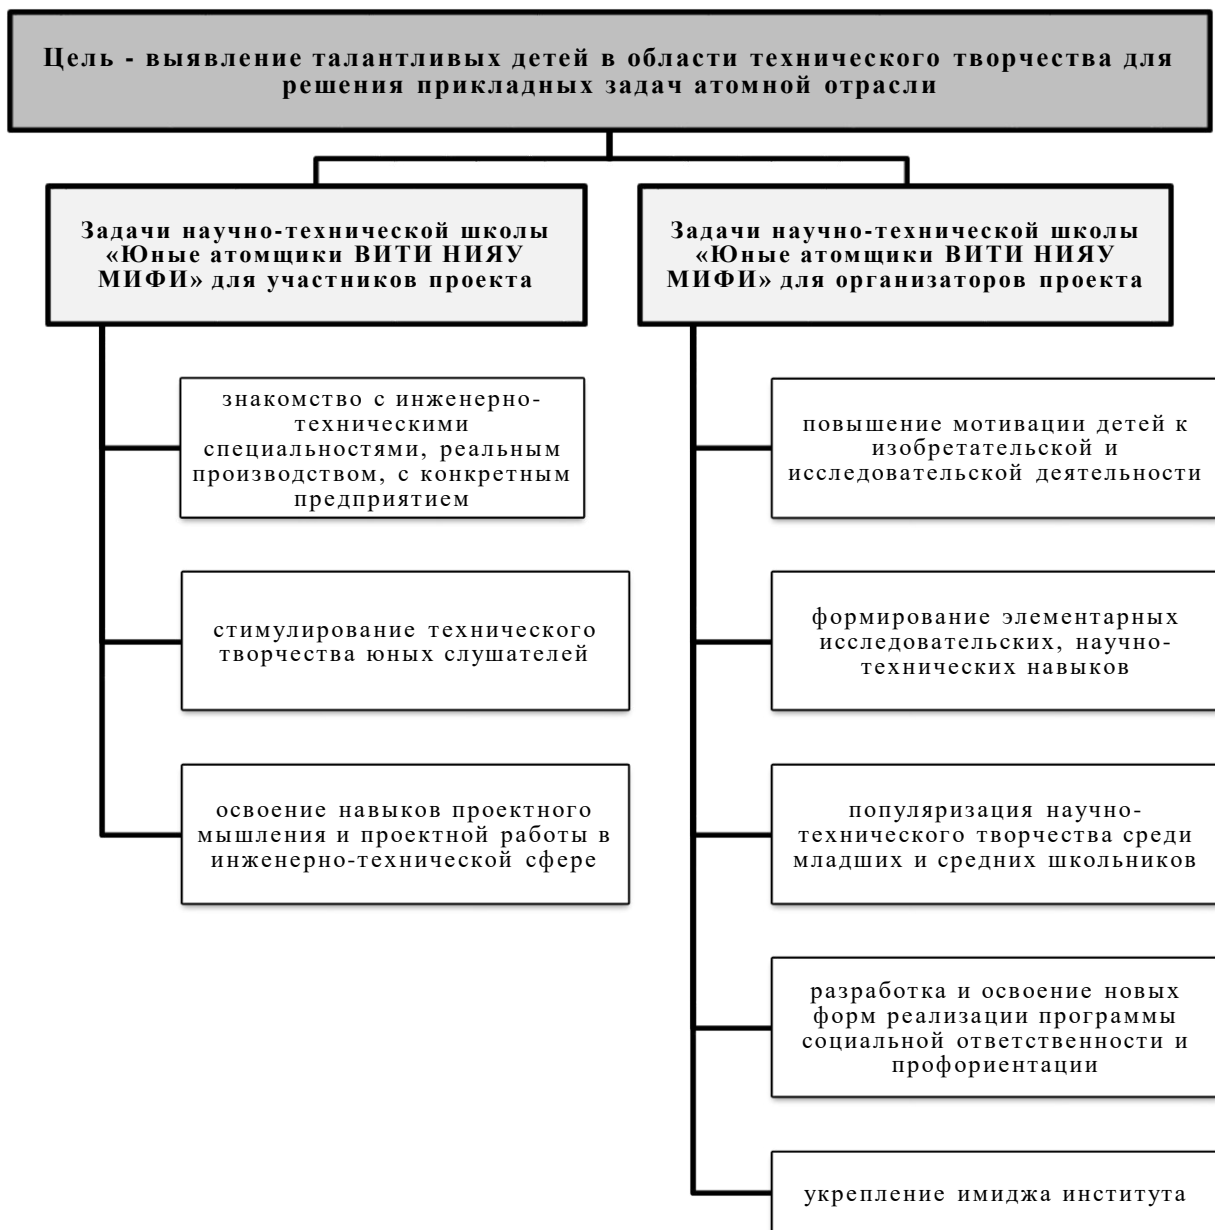 Цель - выявление талантливых детей в области технического творчества для
решения прикладных задач атомной отрасли
Задачи научно-технической школы
«Юные атомщики ВИТИ НИЯУ
МИФИ» для участников проекта
знакомство с инженерно-
техническими
специальностями, реальным
производством, с конкретным
предприятием
стимулирование технического
творчества юных слушателей
освоение навыков проектного
мышления и проектной работы в
инженерно-технической сфере
Задачи научно-технической школы
«Юные атомщики ВИТИ НИЯУ
МИФИ» для организаторов проекта
повышение мотивации детей к
изобретательской и
исследовательской деятельности
формирование элементарных
исследовательских, научно-
технических навыков
популяризация научно-
технического творчества среди
младших и средних школьников
разработка и освоение новых
форм реализации программы
социальной ответственности и
профориентации
укрепление имиджа института